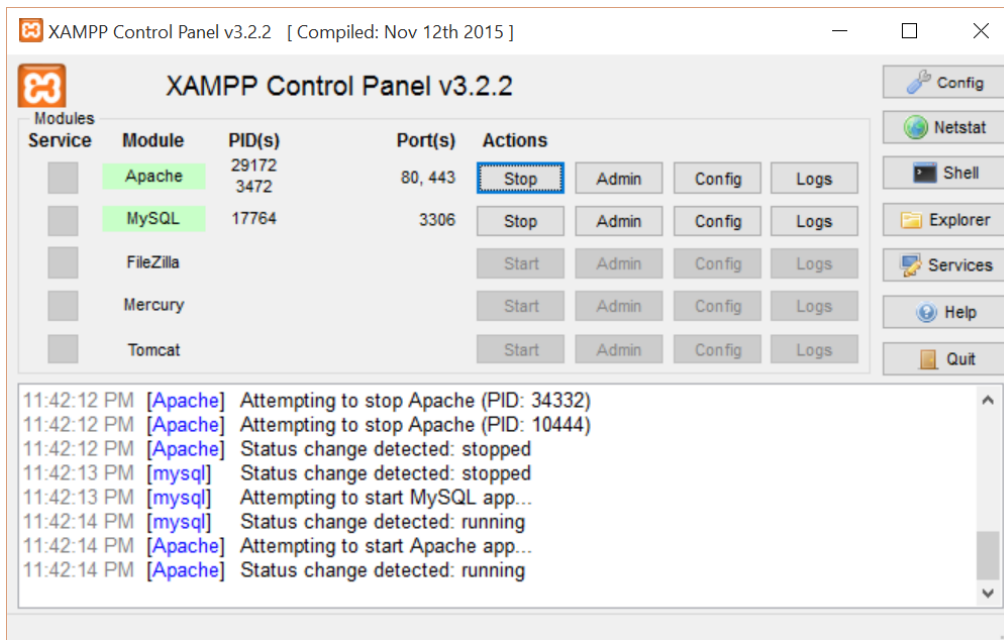 XAMPP Control Panel v3.2.2 [ Compiled: Nov 12th 2015 ]
XAMPP Control Panel v3.2.2
Config
Modules
Netstat
Service Module PID(s) Port(s) Actions
Apache 29172 3472 80, 443 Stop Admin Config Logs
Shell
MySQL 17764 3306 Stop Admin Config Logs
Explorer
FileZilla Start Admin Config Logs
Services
Mercury Start Admin Config Logs
Help
Tomcat Start Admin Config Logs
Quit
11:42:12 PM [Apache] Attempting to stop Apache (PID: 34332)
11:42:12 PM [Apache] Attempting to stop Apache (PID: 10444)
11:42:12 PM [Apache] Status change detected: stopped
11:42:13 PM [mysql] Status change detected: stopped
11:42:13 PM [mysql] Attempting to start MySQL app...
11:42:14 PM [mysql] Status change detected: running
11:42:14 PM [Apache] Attempting to start Apache app...
11:42:14 PM [Apache] Status change detected: running